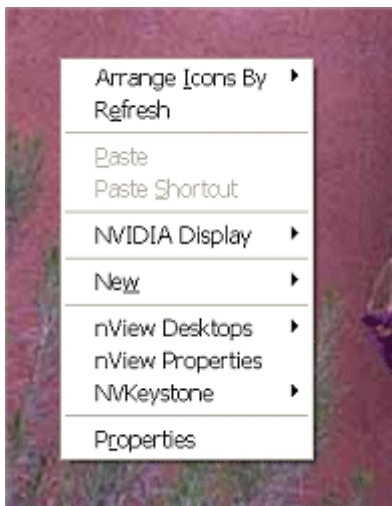 Arrange Icons By
Refresh
Paste
Paste Shortcut
NVIDIA Display
New
nView Desktops
nView Properties
NVKeystone
Properties